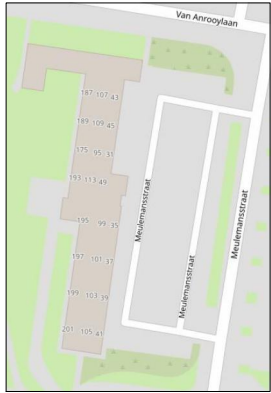 Van Anrooylaan
187 107 43
189 109 45
175 95 31
193 113 49
195 99 35
197 101 37
199 103 39
201 105 41
Meulemansstraat
Meulemansstraat
Meulemansstraat